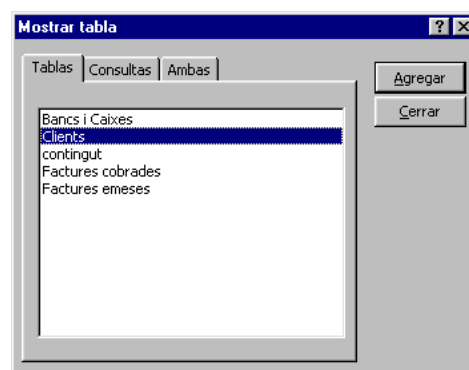 Mostrar tabla
Tablas Consultas Ambas
Agregar
Cerrar
Bancs i Caixes
Clients
contingut
Factures cobrades
Factures emeses